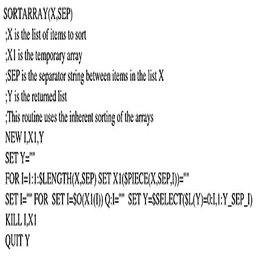 SORTARRAY(X,SEP)
;X is the list of items to sort
;X1 is the temporary array
;SEP is the separator string between items in the list X
;Y is the returned list
;This routine uses the inherent sorting of the arrays
NEW I,X1,Y
SET Y=""
FOR I=1:1:$LENGTH(X,SEP) SET X1($PIECE(X,SEP,I))=""
SET I="" FOR  SET I=$O(X1(I)) Q:I=""  SET Y=$SELECT($L(Y)=0:I,1:Y_SEP_I)
KILL I,X1
QUIT Y